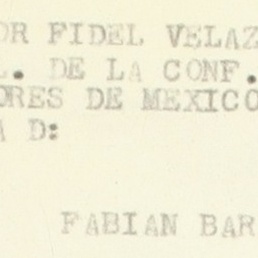 OR FIDEL VELAZ
L. DE LA CONF.
ORES DE MEXICO
A D:
FABIAN BAR